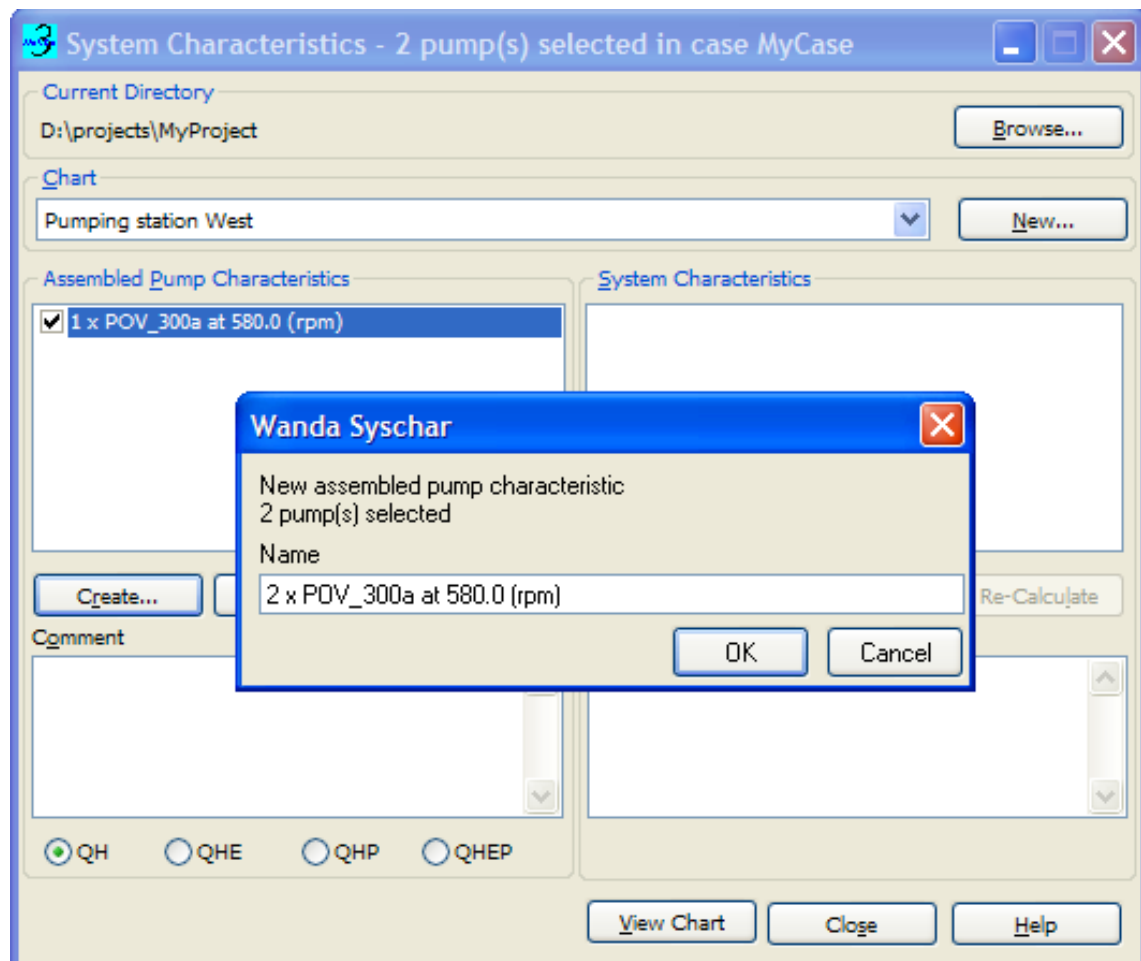 System Characteristics - 2 pump(s) selected in case MyCase
Current Directory
D:\projects\MyProject
Browse...
Chart
Pumping station West
New...
Assembled Pump Characteristics
System Characteristics
1 x POV_300a at 580.0 (rpm)
Wanda Syschar
New assembled pump characteristic
2 pump(s) selected
Name
2 x POV_300a at 580.0 (rpm)
OK
Cancel
Create...
Re-Calculate
Comment
QH
QHE
QHP
QHEP
View Chart
Close
Help